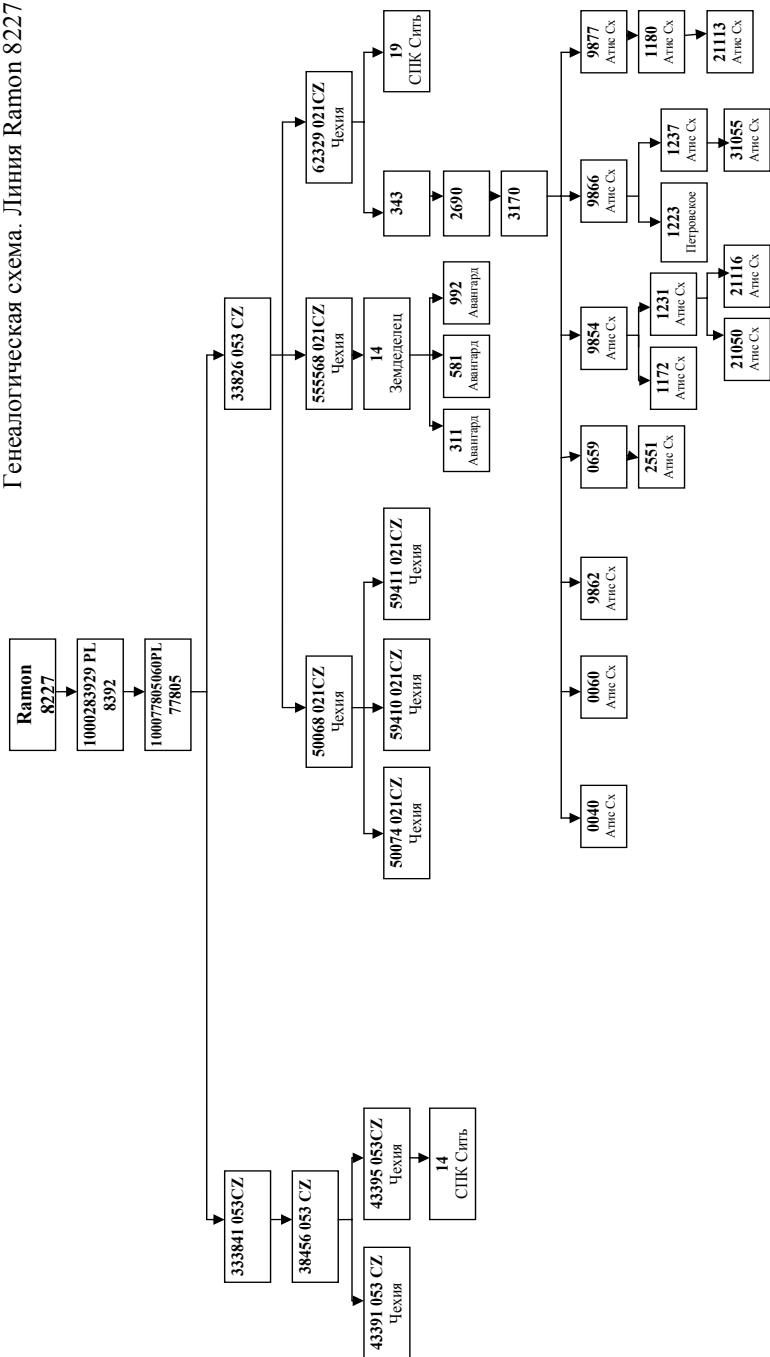 Генеалогическая схема. Линия Ramon 8227
Ramon
8227
1000283929 PL
8392
100077805060PL
77805
333841 053CZ
33826 053 CZ
38456 053 CZ
50068 021CZ
Чехия
555568 021CZ
Чехия
62329 021CZ
Чехия
43391 053 CZ
Чехия
43395 053CZ
Чехия
50074 021CZ
Чехия
59410 021CZ
Чехия
59411 021CZ
Чехия
14
Земдеделец
343
19
СПК Сить
14
СПК Сить
311
Авангард
581
Авангард
992
Авангард
2690
3170
0040
Атис Сх
0060
Атис Сх
9862
Атис Сх
0659
9854
Атис Сх
9866
Атис Сх
9877
Атис Сх
2551
Атис Сх
1172
Атис Сх
1231
Атис Сх
1223
Петровское
1237
Атис Сх
1180
Атис Сх
21050
Атис Сх
21116
Атис Сх
31055
Атис Сх
21113
Атис Сх